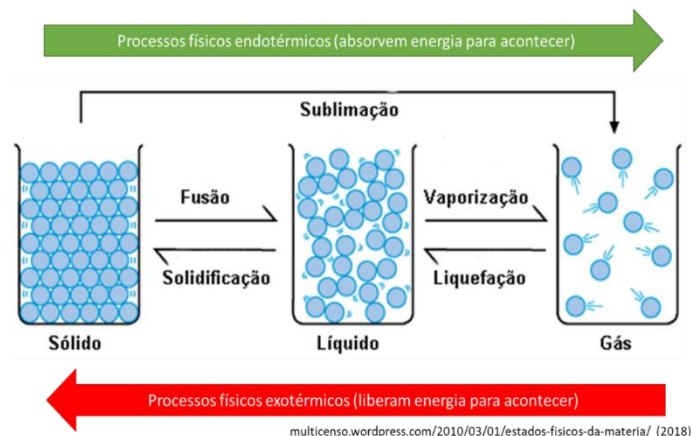 Processos físicos endotérmicos (absorvem energia para acontecer)
Sublimação
Fusão
Vaporização
Solidificação
Liquefação
Sólido
Líquido
Gás
Processos físicos exotérmicos (liberam energia para acontecer)
multicenso.wordpress.com/2010/03/01/estados-fisicos-da-materia/ (2018)